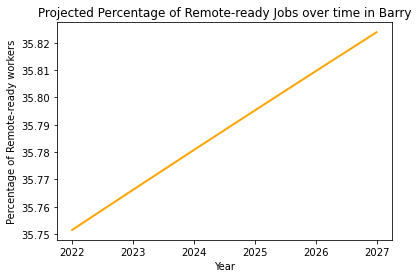 Projected Percentage of Remote-ready Jobs over time in Barry
Percentage of Remote-ready workers
35.82
35.81
35.80
35.79
35.78
35.77
35.76
35.75
2022 2023 2024 2025 2026 2027
Year